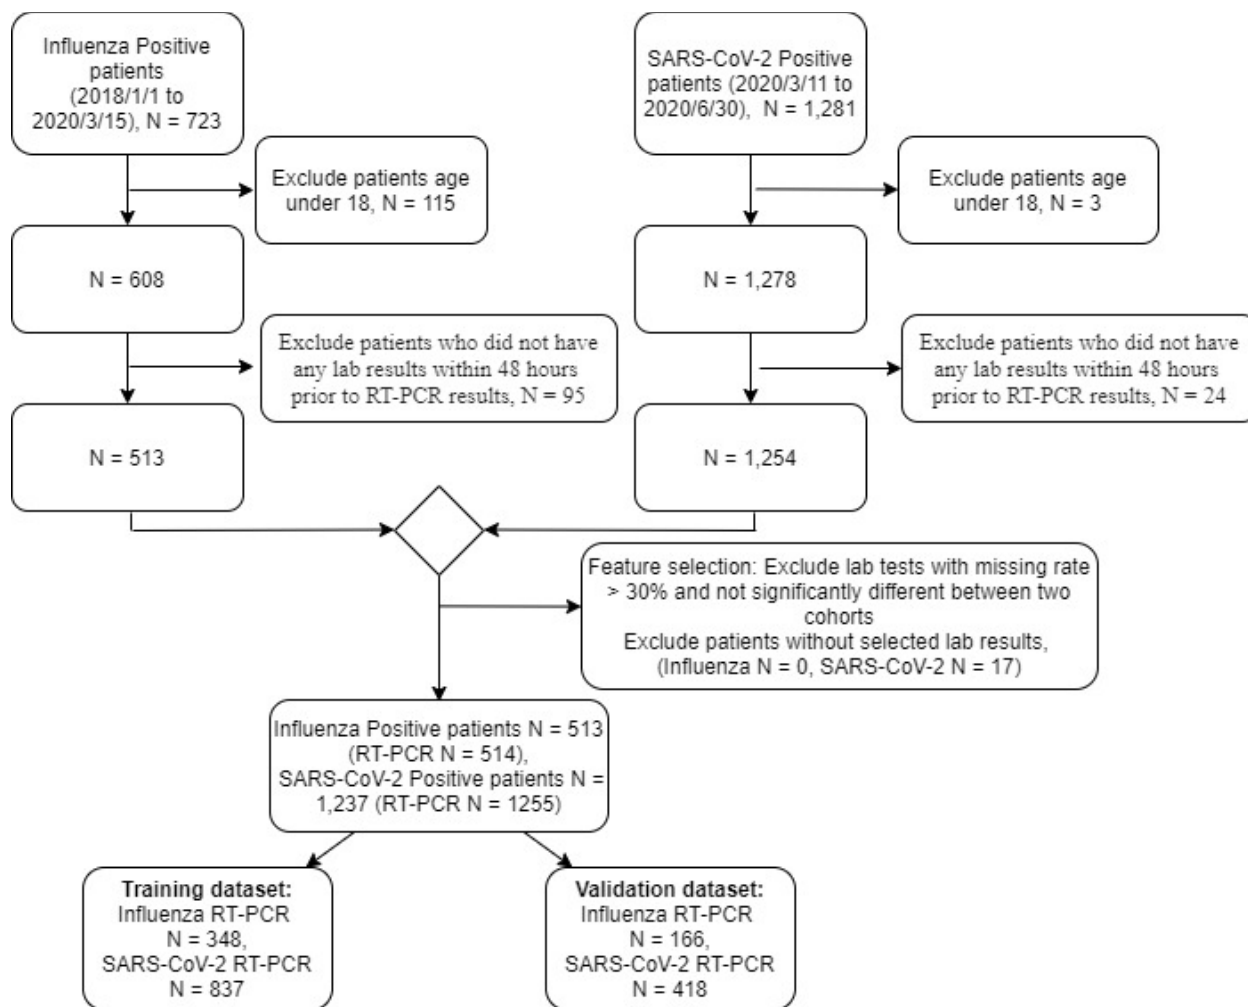 Influenza Positive
patients
(2018/1/1 to
2020/3/15), N = 723
SARS-CoV-2 Positive
patients (2020/3/11 to
2020/6/30),  N = 1,281
Exclude patients age
under 18, N = 115
Exclude patients age
under 18, N = 3
N = 608
N = 1,278
Exclude patients who did not have
any lab results within 48 hours
prior to RT-PCR results, N = 95
Exclude patients who did not have
any lab results within 48 hours
prior to RT-PCR results, N = 24
N = 513
N = 1,254
Feature selection: Exclude lab tests with missing rate
> 30% and not significantly different between two
cohorts
Exclude patients without selected lab results,
(Influenza N = 0, SARS-CoV-2 N = 17)
Influenza Positive patients N = 513
(RT-PCR N = 514),
SARS-CoV-2 Positive patients N =
1,237 (RT-PCR N = 1255)
Training dataset:
Influenza RT-PCR
N = 348,
SARS-CoV-2 RT-PCR
N = 837
Validation dataset:
Influenza RT-PCR
N = 166,
SARS-CoV-2 RT-PCR
N = 418